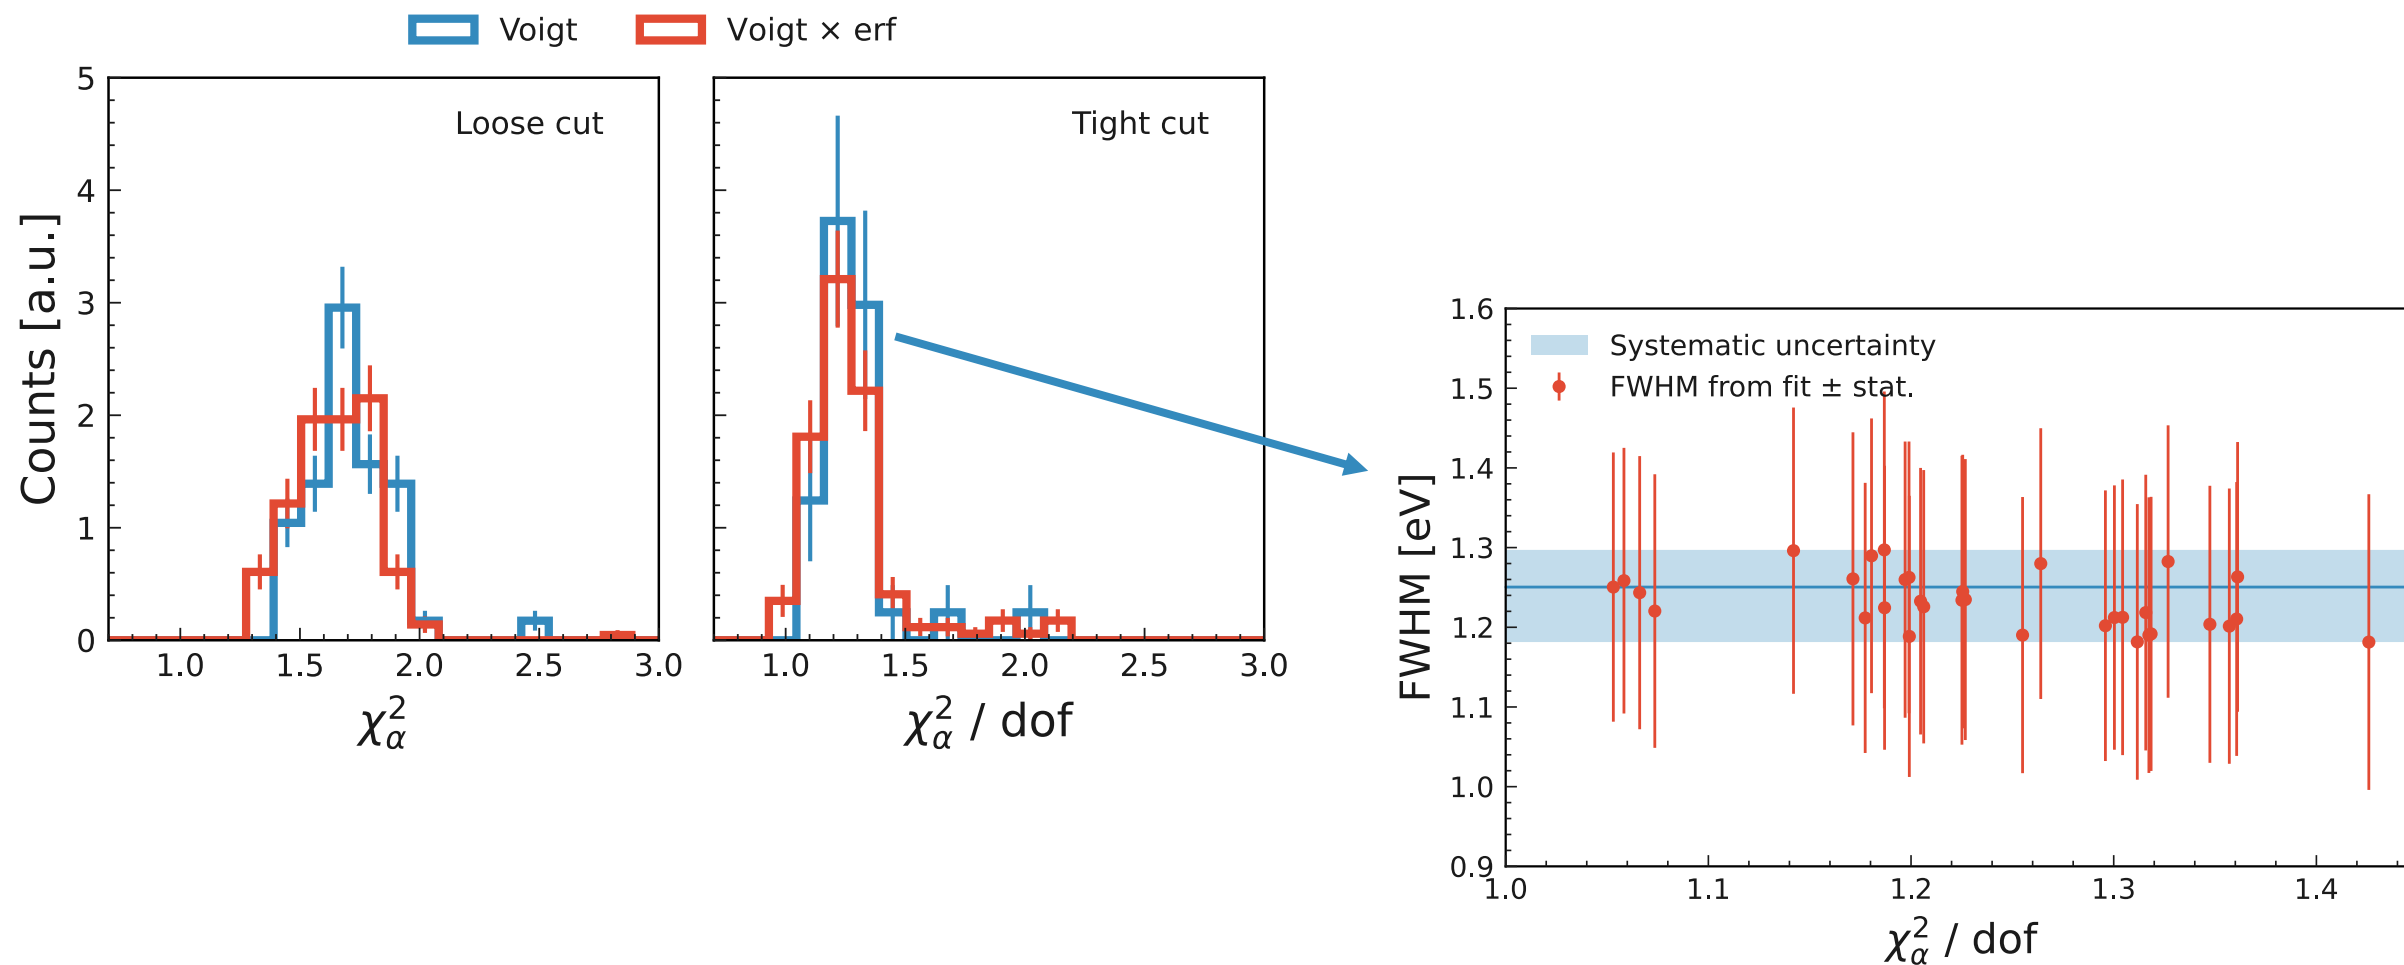 Voigt
Voigt × erf
Loose cut
Tight cut
Counts [a.u.]
5
4
3
2
1
0
1.0 1.5 2.0 2.5 3.0
1.0 1.5 2.0 2.5 3.0
χ²α
χ²α / dof
Systematic uncertainty
FWHM from fit ± stat.
FWHM [eV]
1.6
1.5
1.4
1.3
1.2
1.1
1.0
0.9
1.0 1.1 1.2 1.3 1.4
χ²α / dof